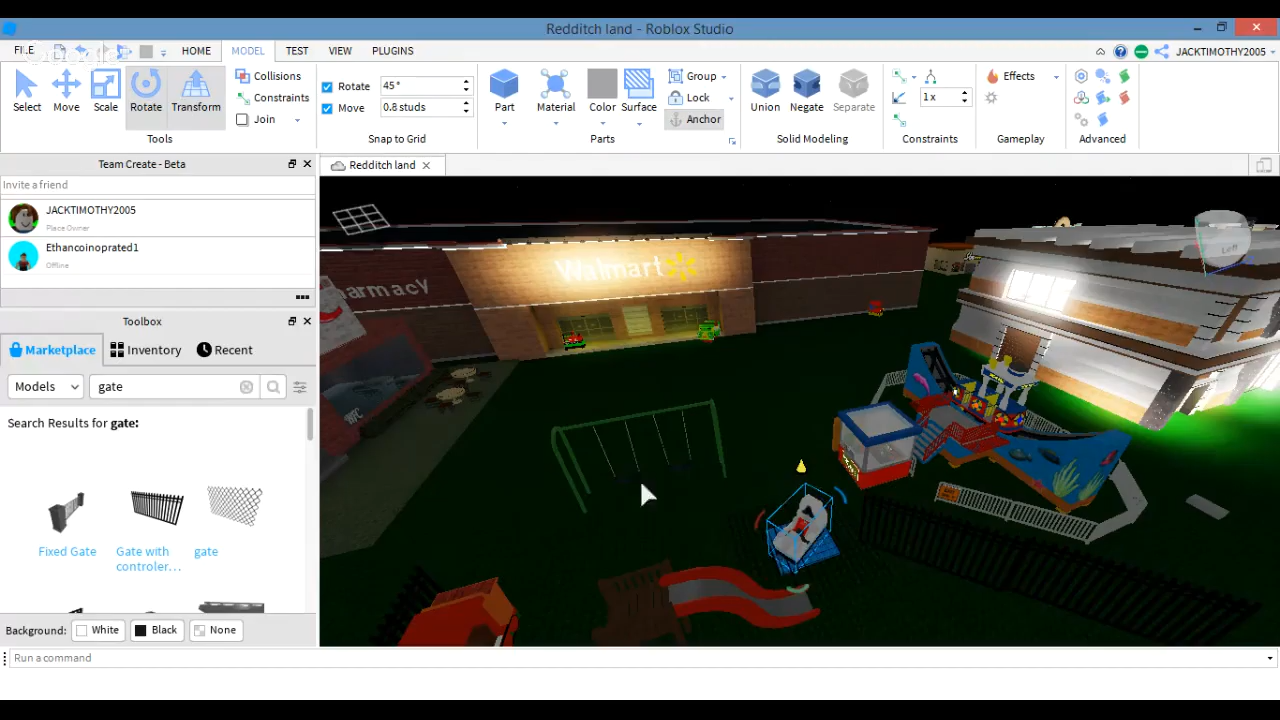 Redditch land - Roblox Studio
FILE HOME MODEL TEST VIEW PLUGINS JACKTIMOTHY2005
Select Move Scale Rotate Transform
Collisions
Constraints
Join
Tools
Rotate 45°
Move 0.8 studs
Snap to Grid
Part Material Color Surface
Group
Lock
Anchor
Parts
Union Negate Separate
Solid Modeling
1 x
Constraints
Effects
Gameplay
Advanced
Team Create - Beta
Invite a friend
JACKTIMOTHY2005
Place Owner
Ethancoinoprated1
Offline
Toolbox
Marketplace Inventory Recent
Models gate
Search Results for gate:
Fixed Gate
Gate with
controler...
gate
Background: White Black None
Run a command
Redditch land
Left
Walmart
harmacy